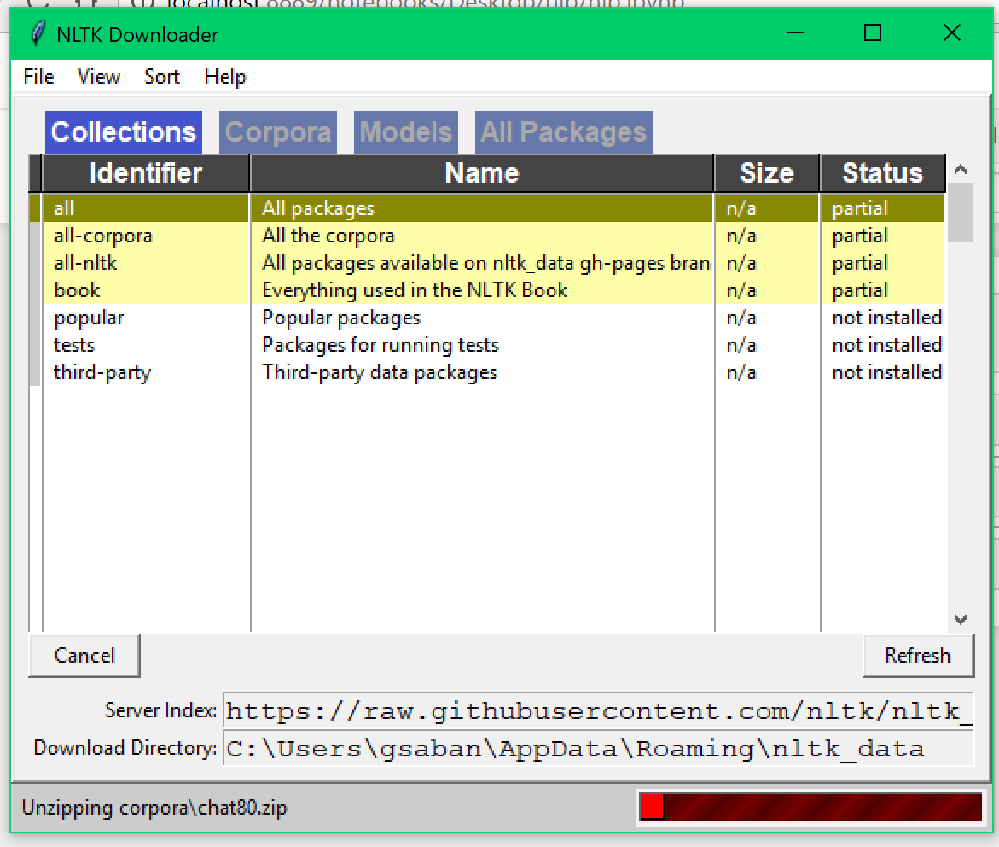 NLTK Downloader
File View Sort Help
Collections Corpora Models All Packages
Identifier Name Size Status
all All packages n/a partial
all-corpora All the corpora n/a partial
all-nltk All packages available on nltk_data gh-pages bran n/a partial
book Everything used in the NLTK Book n/a partial
popular Popular packages n/a not installed
tests Packages for running tests n/a not installed
third-party Third-party data packages n/a not installed
Cancel Refresh
Server Index: https://raw.githubusercontent.com/nltk/nltk_
Download Directory: C:\Users\gsaban\AppData\Roaming\nltk_data
Unzipping corpora\chat80.zip